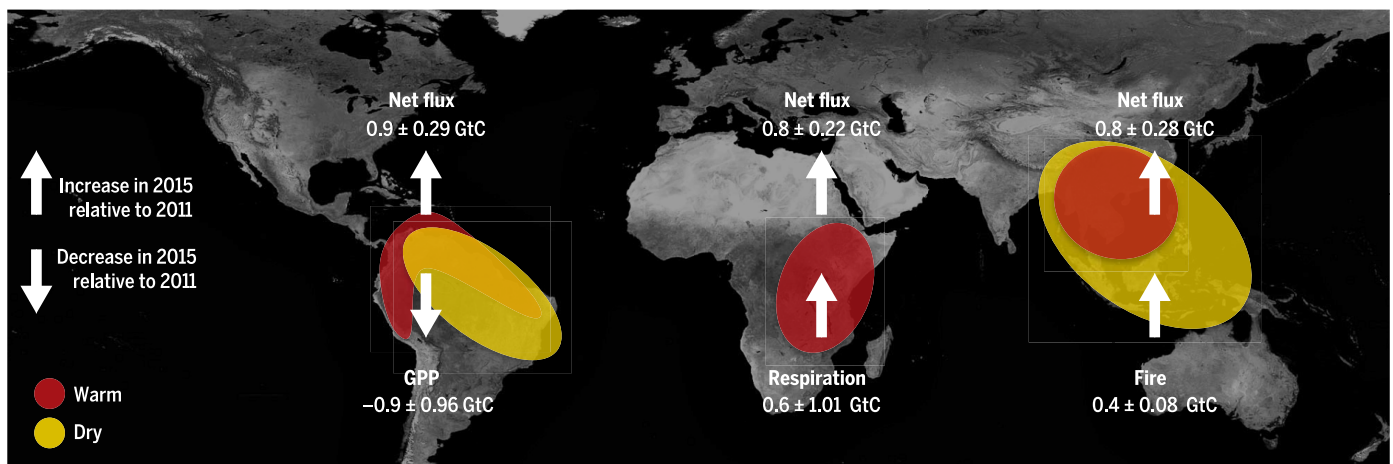 Net flux
0.9 ± 0.29 GtC
Net flux
0.8 ± 0.22 GtC
Net flux
0.8 ± 0.28 GtC
Increase in 2015
relative to 2011
Decrease in 2015
relative to 2011
Warm
Dry
GPP
−0.9 ± 0.96 GtC
Respiration
0.6 ± 1.01 GtC
Fire
0.4 ± 0.08 GtC